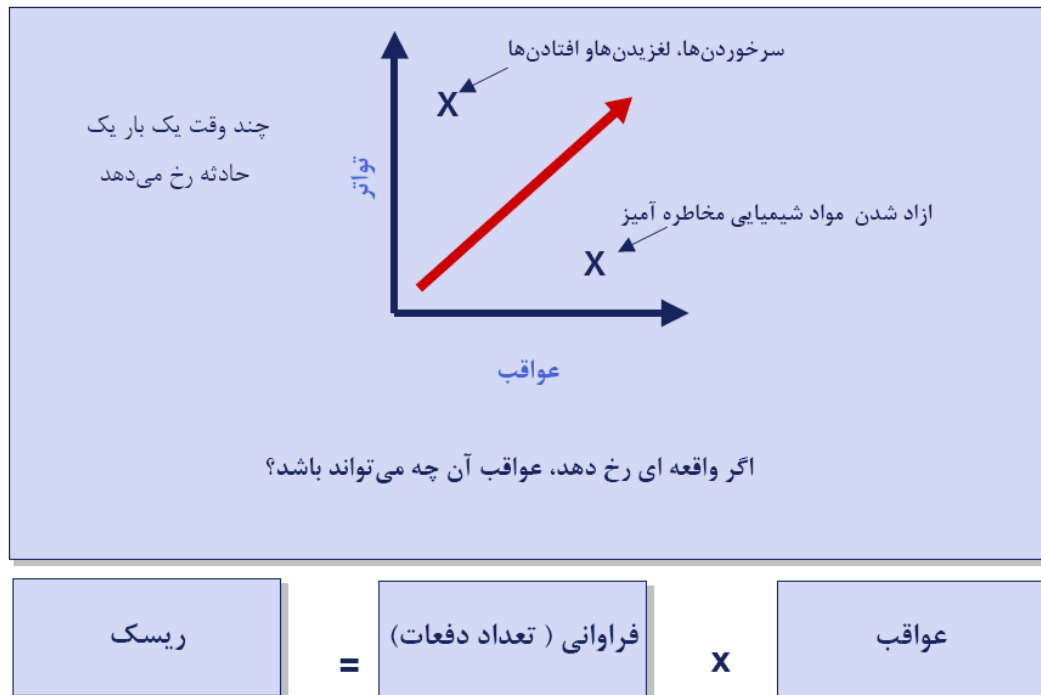 سرخوردن‌ها، لغزیدن‌هاو افتادن‌ها
X
چند وقت یک بار یک
حادثه رخ می‌دهد
تواتر
ازاد شدن مواد شیمیایی مخاطره آمیز
X
عواقب
اگر واقعه ای رخ دهد، عواقب آن چه می‌تواند باشد؟
ریسک = فراوانی ( تعداد دفعات) x عواقب